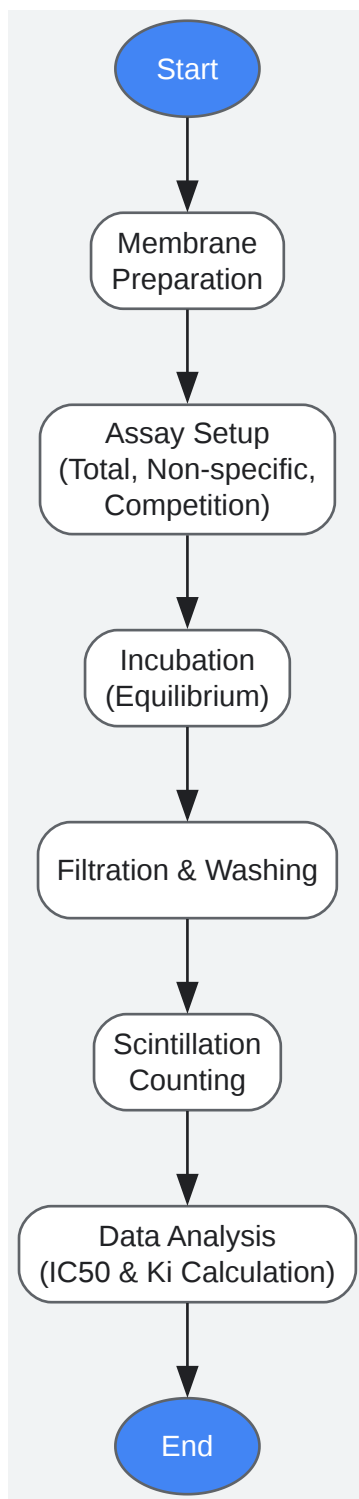 Start
Membrane
Preparation
Assay Setup
(Total, Non-specific,
Competition)
Incubation
(Equilibrium)
Filtration & Washing
Scintillation
Counting
Data Analysis
(IC50 & Ki Calculation)
End